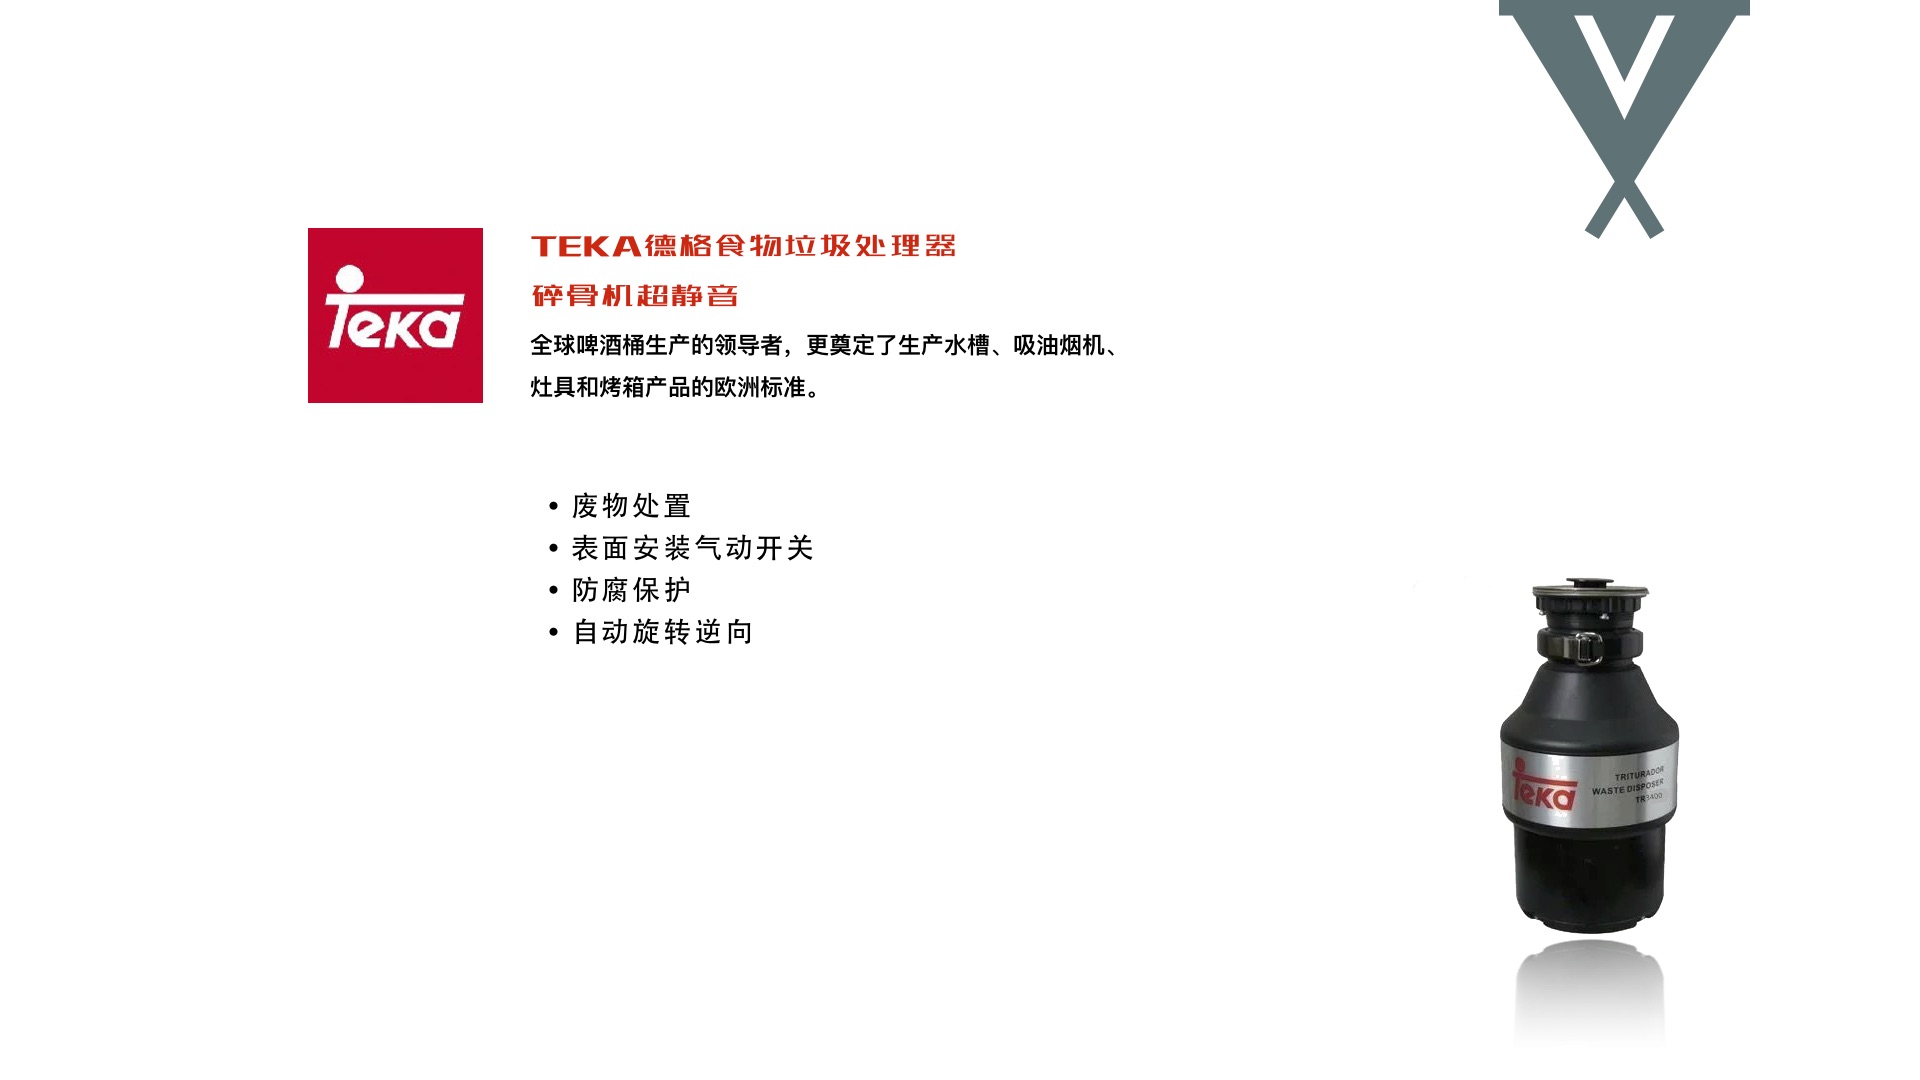 Teka
TEKA德格食物垃圾处理器
碎骨机超静音
全球啤酒桶生产的领导者，更奠定了生产水槽、吸油烟机、
灶具和烤箱产品的欧洲标准。
• 废物处置
• 表面安装气动开关
• 防腐保护
• 自动旋转逆向
Teka
TRITURADOR
WASTE DISPOSER
TR3400